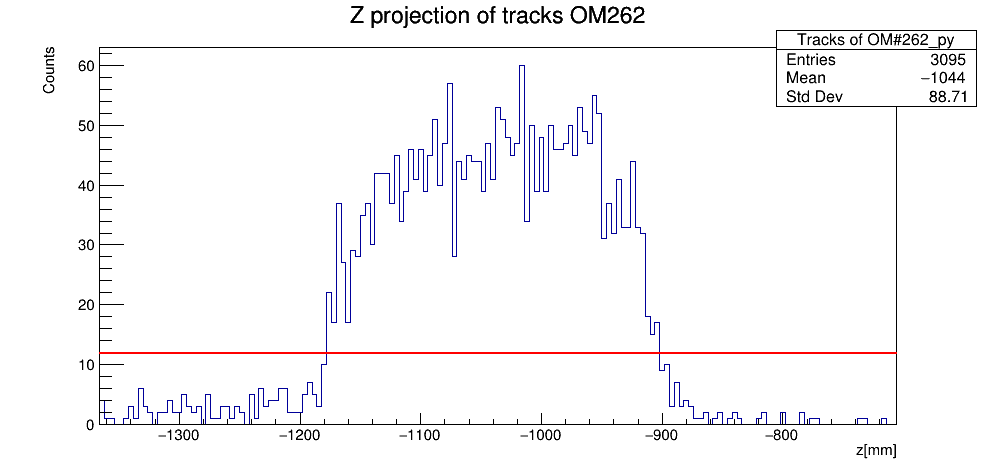 Z projection of tracks OM262
Tracks of OM#262_py
Entries 3095
Mean −1044
Std Dev 88.71
Counts
60
50
40
30
20
10
0
−1300 −1200 −1100 −1000 −900 −800
z[mm]